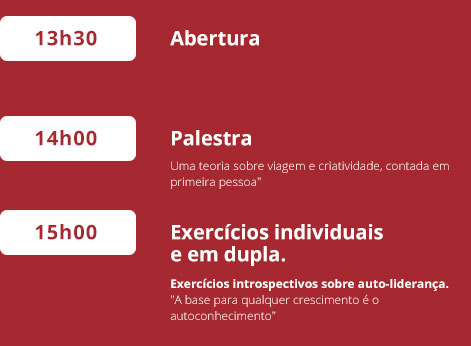 13h30
Abertura
14h00
Palestra
Uma teoria sobre viagem e criatividade, contada em
primeira pessoa"
15h00
Exercícios individuais
e em dupla.
Exercícios introspectivos sobre auto-liderança.
"A base para qualquer crescimento é o
autoconhecimento"